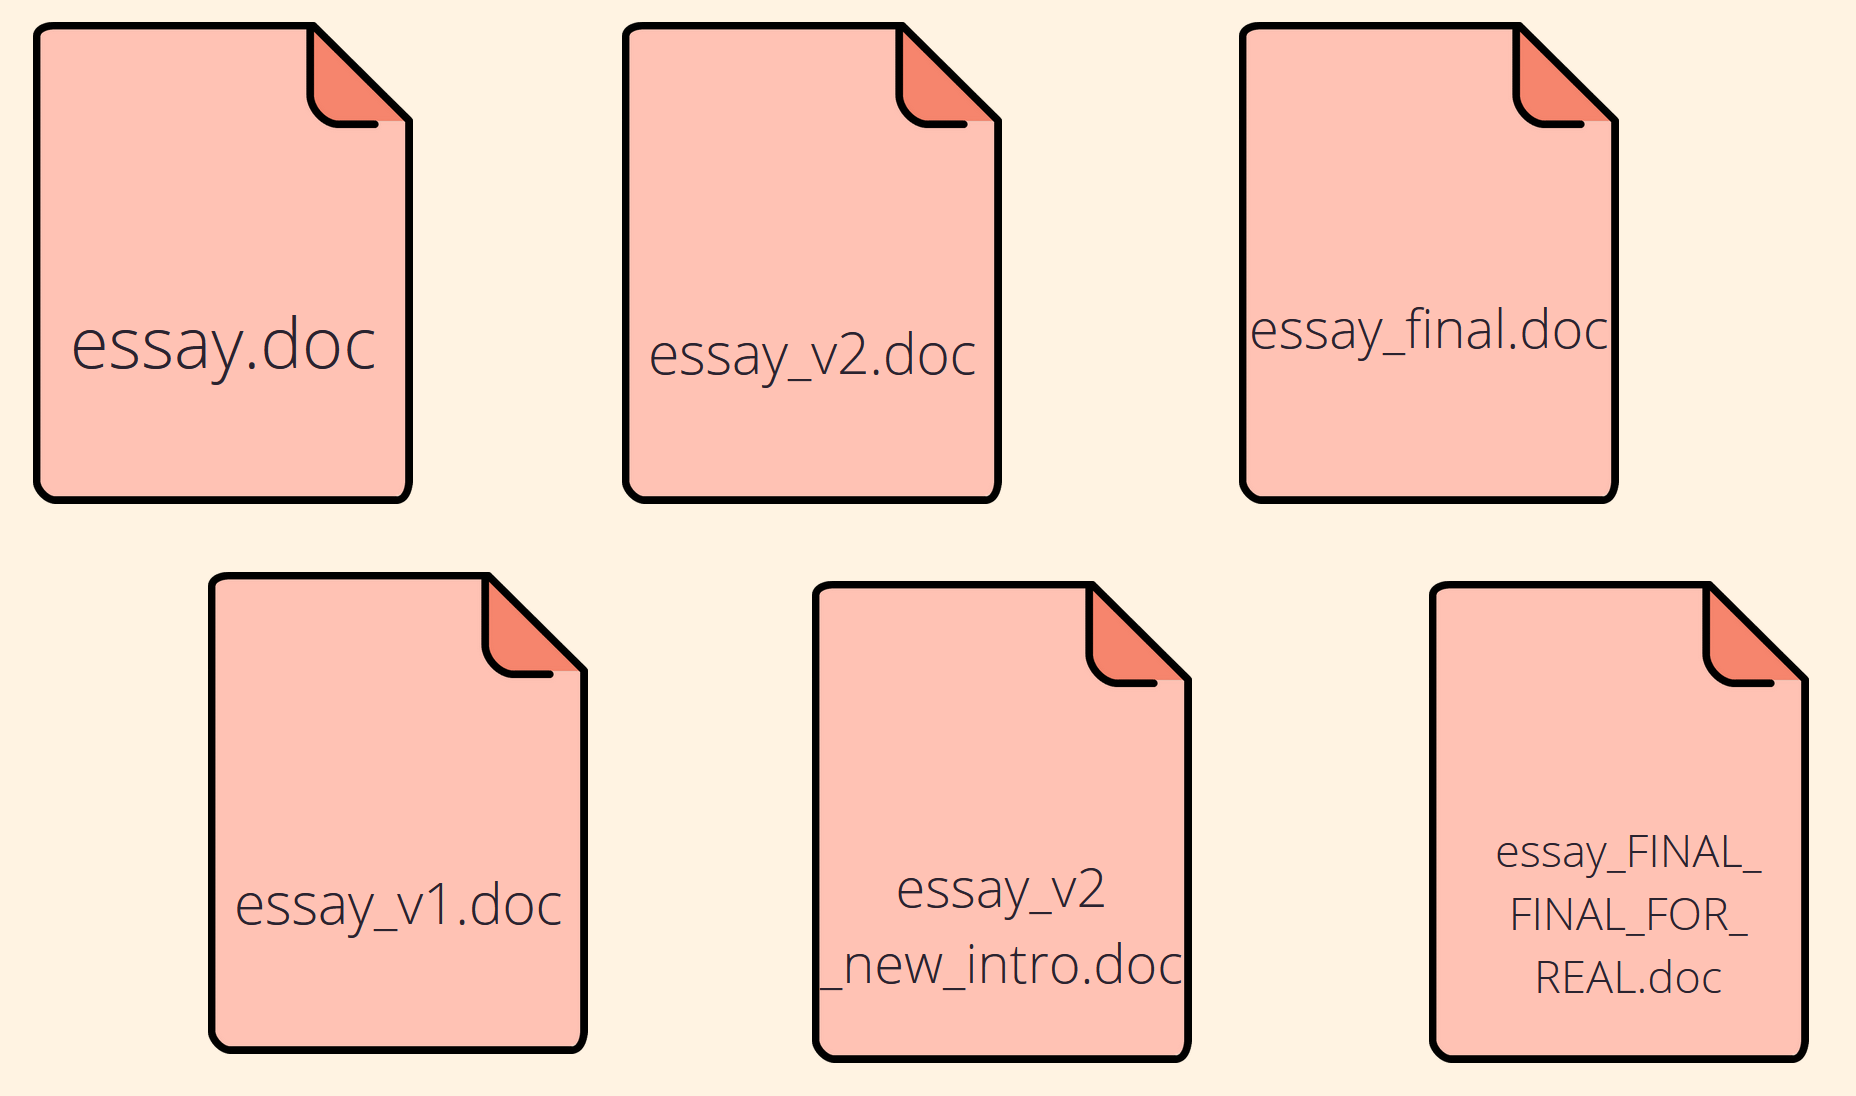 essay.doc
essay_v2.doc
essay_final.doc
essay_v1.doc
essay_v2
_new_intro.doc
essay_FINAL_
FINAL_FOR_
REAL.doc